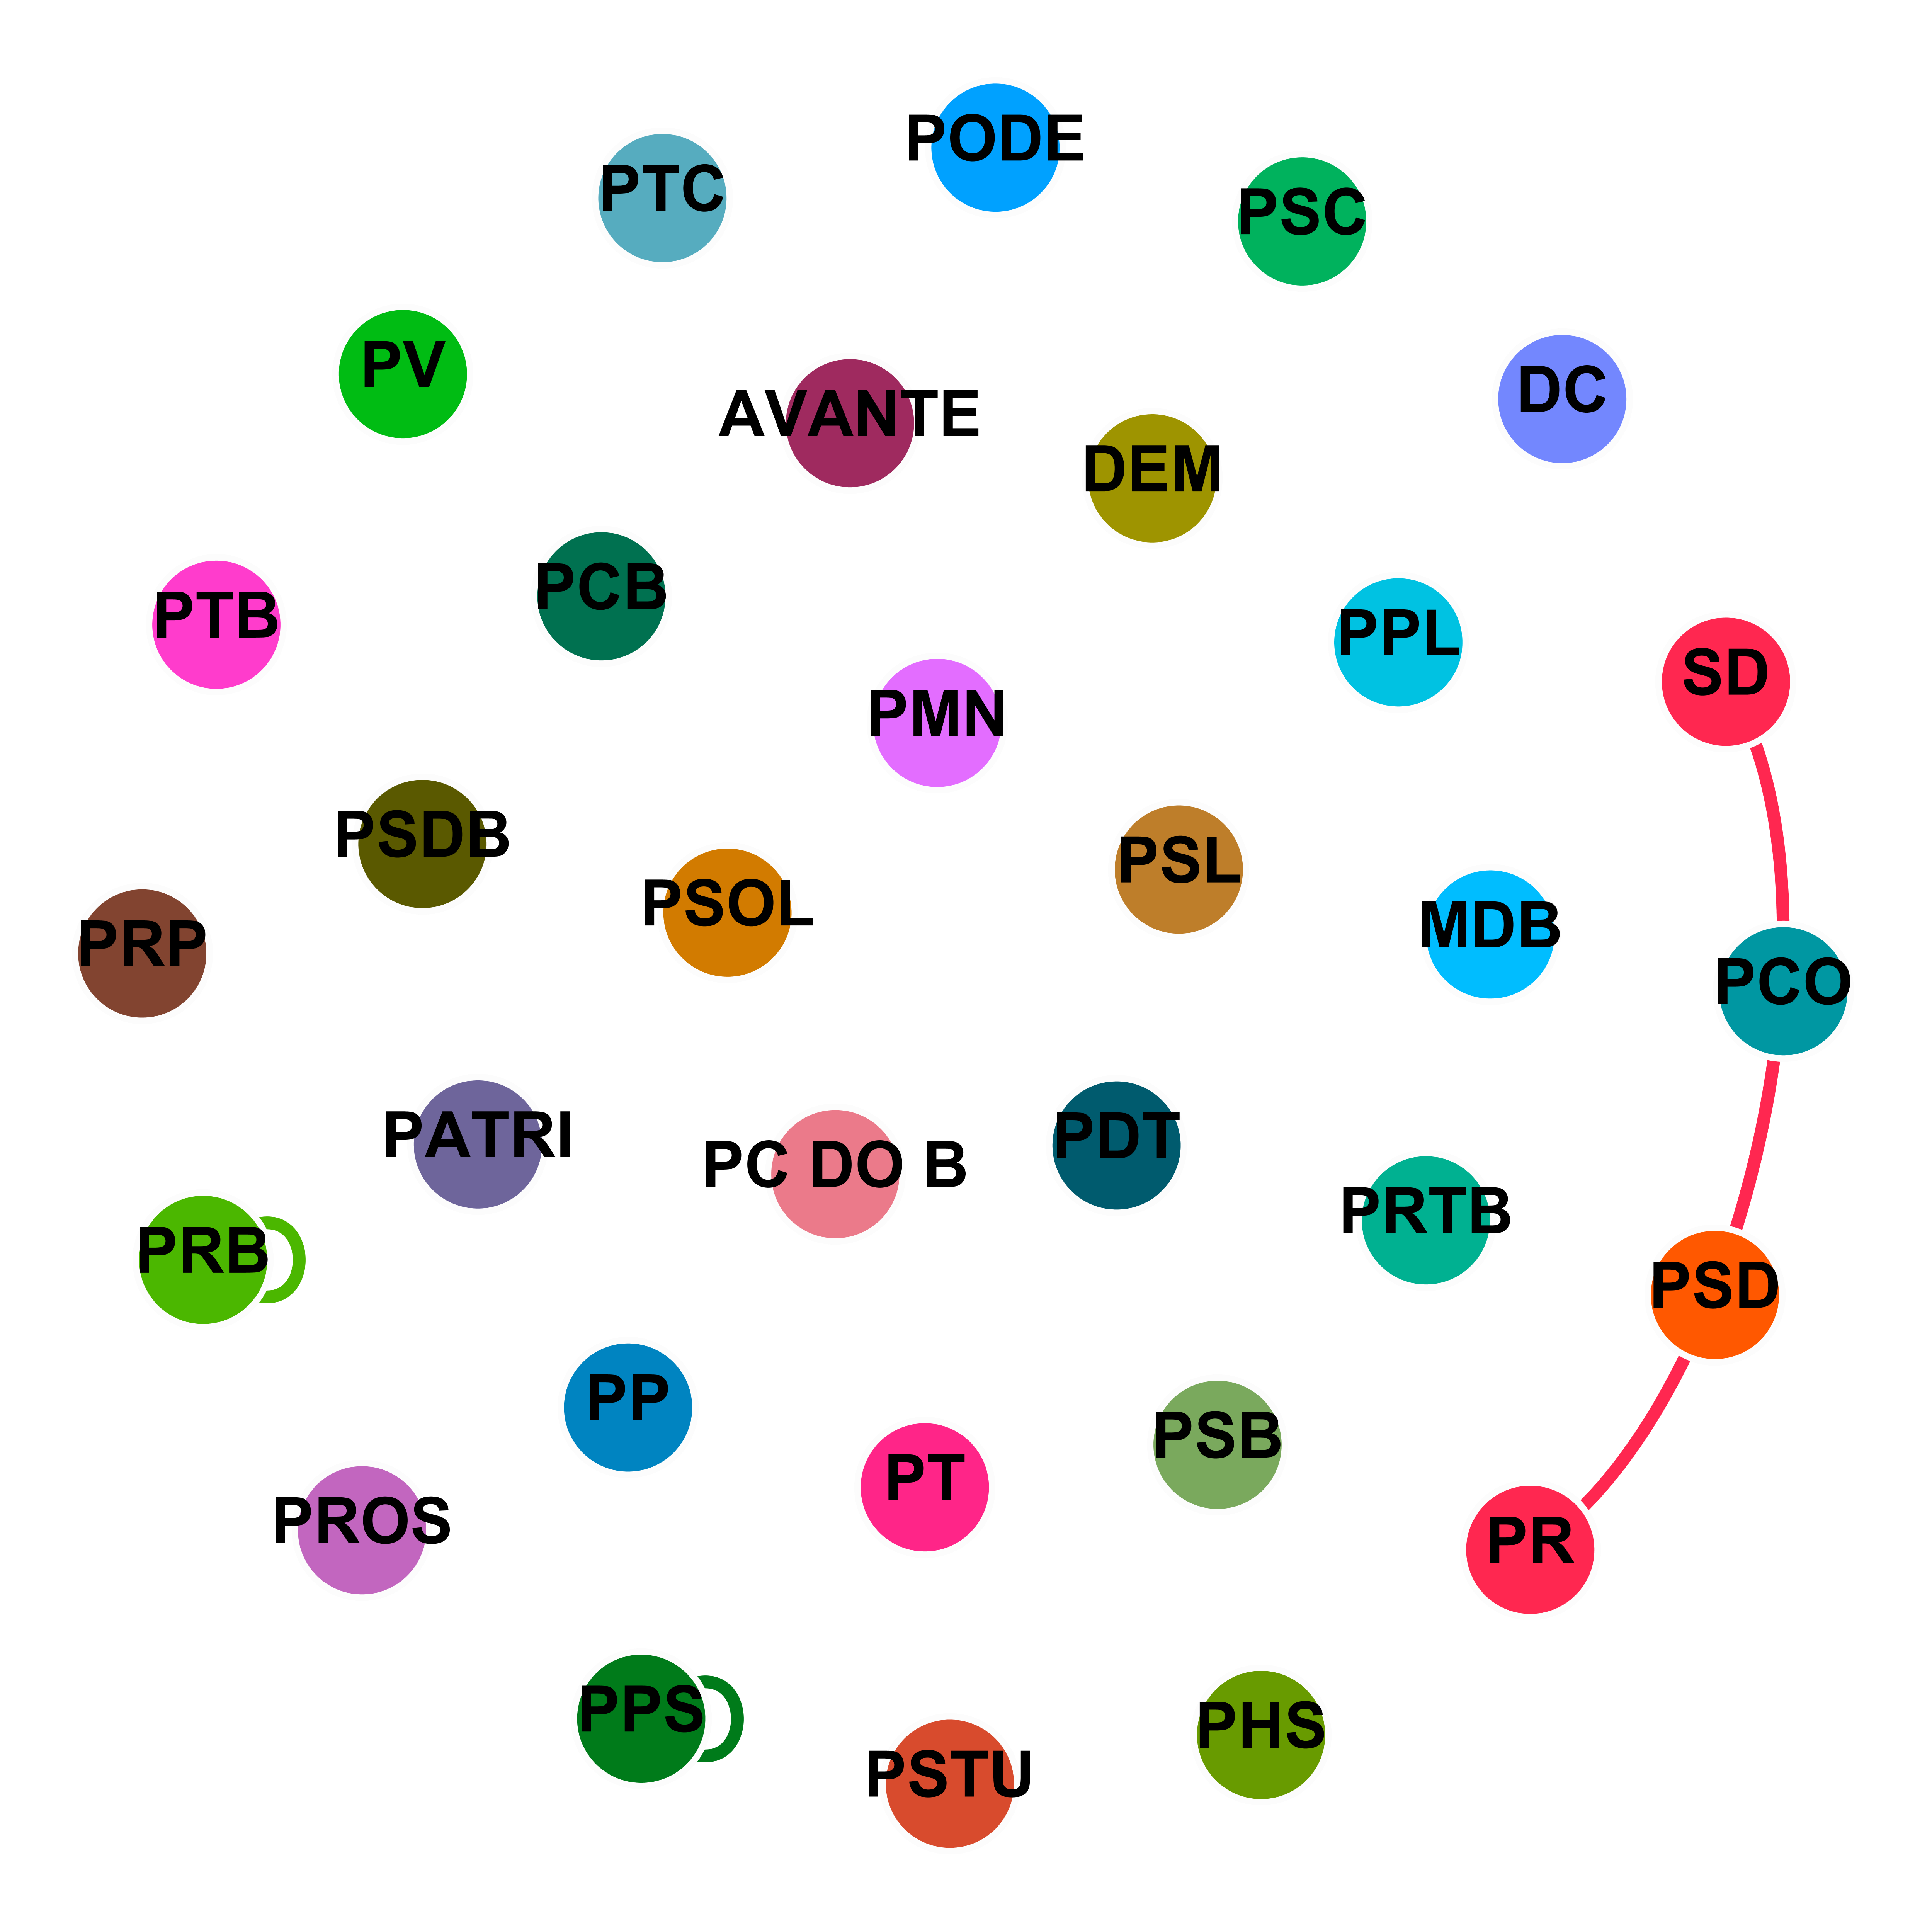 PODE
PTC
PSC
PV
DC
AVANTE
DEM
PCB
PTB
PPL
SD
PMN
PSDB
PSL
PSOL
MDB
PRP
PCO
PATRI
PDT
PC DO B
PRTB
PRB
PSD
PP
PSB
PT
PROS
PR
PPS
PHS
PSTU